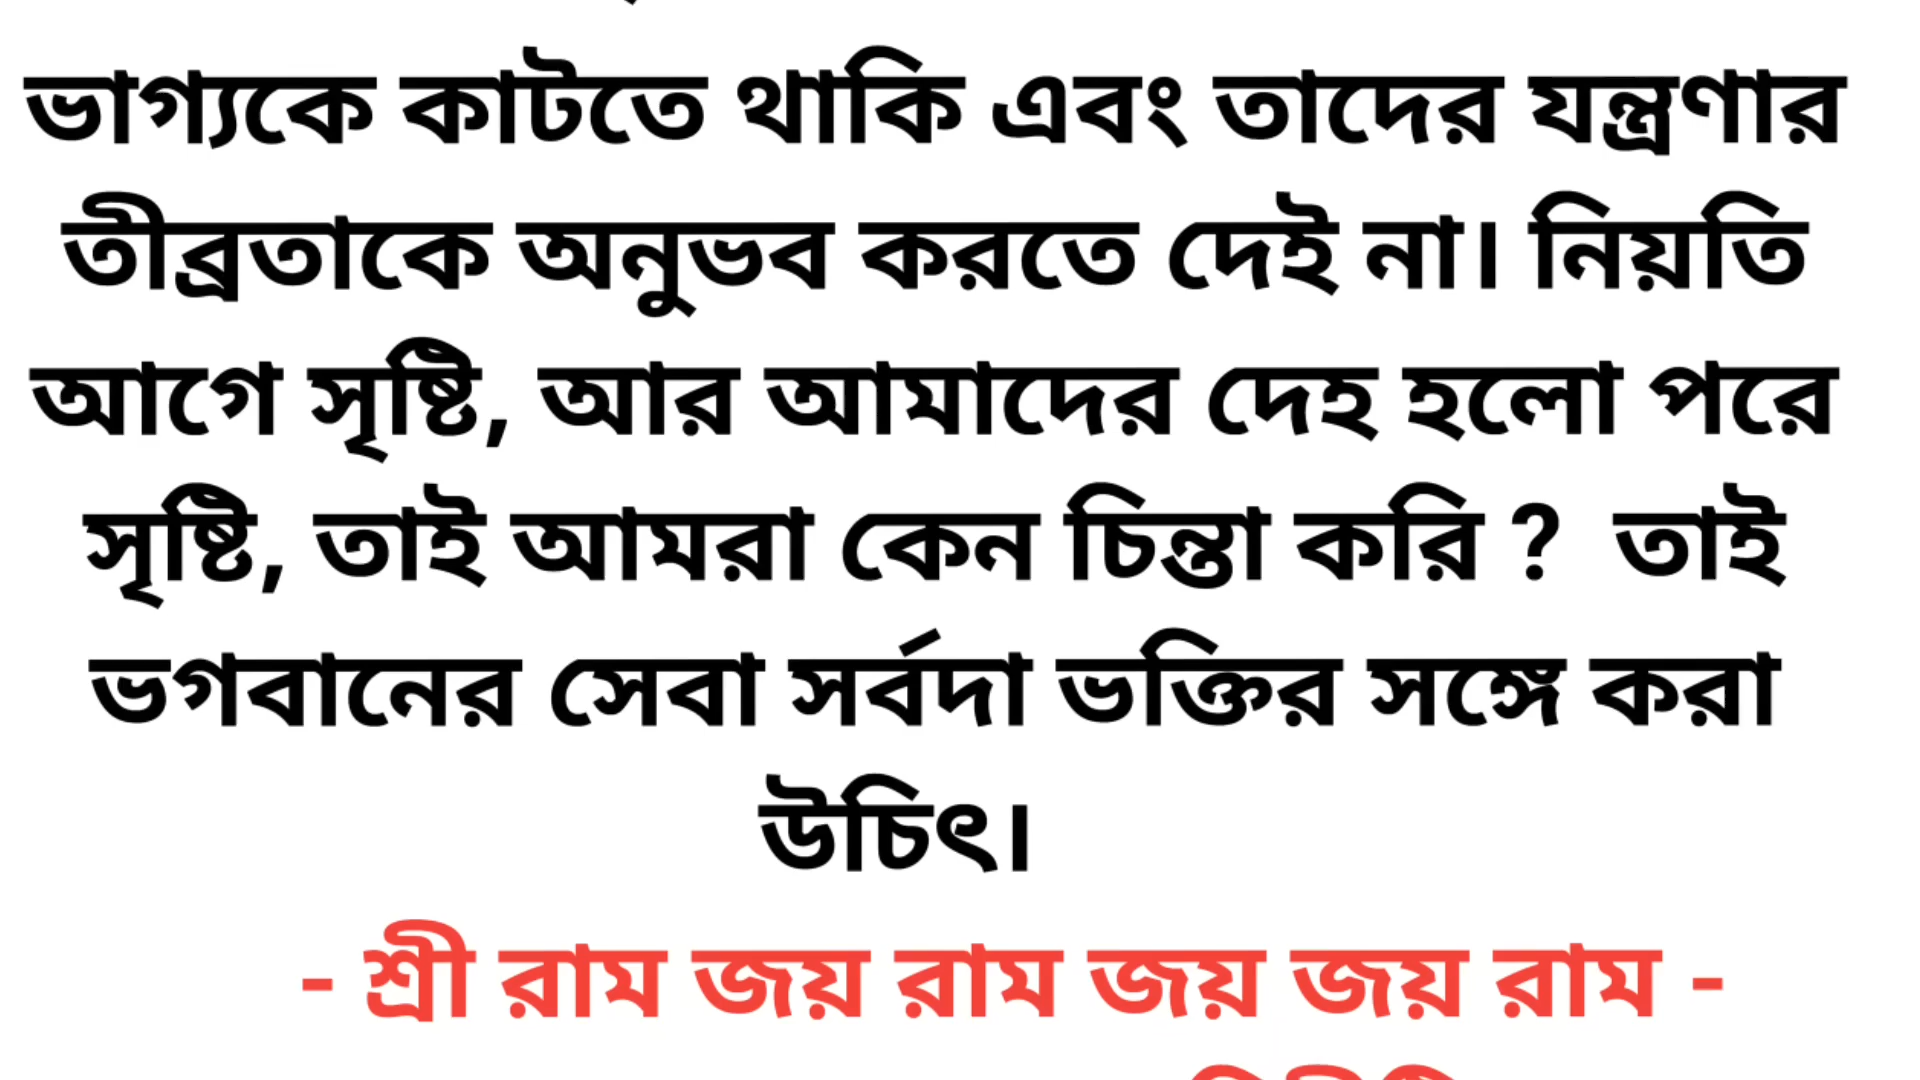 ভাগ্যকে কাটতে থাকি এবং তাদের যন্ত্রণার
তীব্রতাকে অনুভব করতে দেই না। নিয়তি
আগে সৃষ্টি, আর আমাদের দেহ হলো পরে
সৃষ্টি, তাই আমরা কেন চিন্তা করি ? তাই
ভগবানের সেবা সর্বদা ভক্তির সঙ্গে করা
উচিৎ।
- শ্রী রাম জয় রাম জয় জয় রাম -